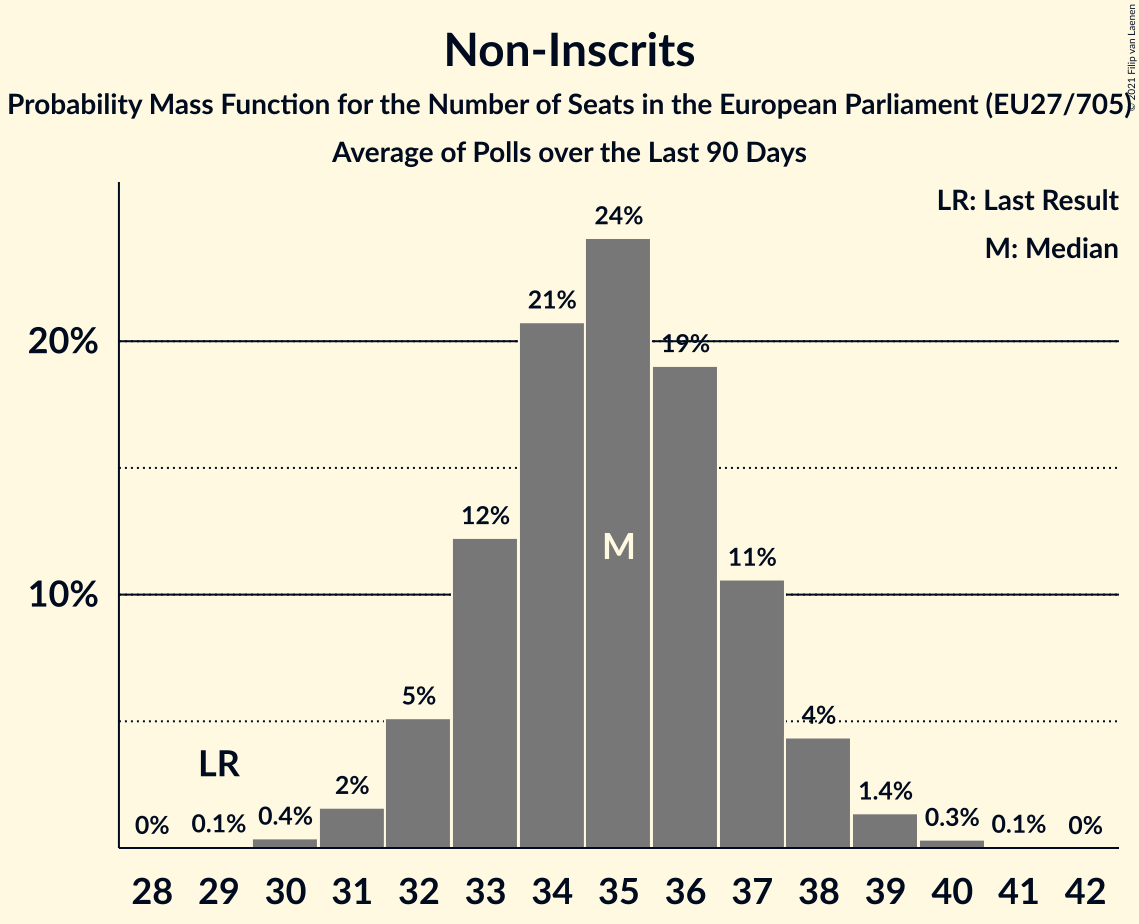 Non-Inscrits
© 2021 Filip van Laenen
Probability Mass Function for the Number of Seats in the European Parliament (EU27/705)
Average of Polls over the Last 90 Days
LR: Last Result
M: Median
24%
21%
20%
19%
12%
M
11%
10%
5%
4%
LR
2%
1.4%
0% 0.1% 0.4% 0.3% 0.1% 0%
28 29 30 31 32 33 34 35 36 37 38 39 40 41 42